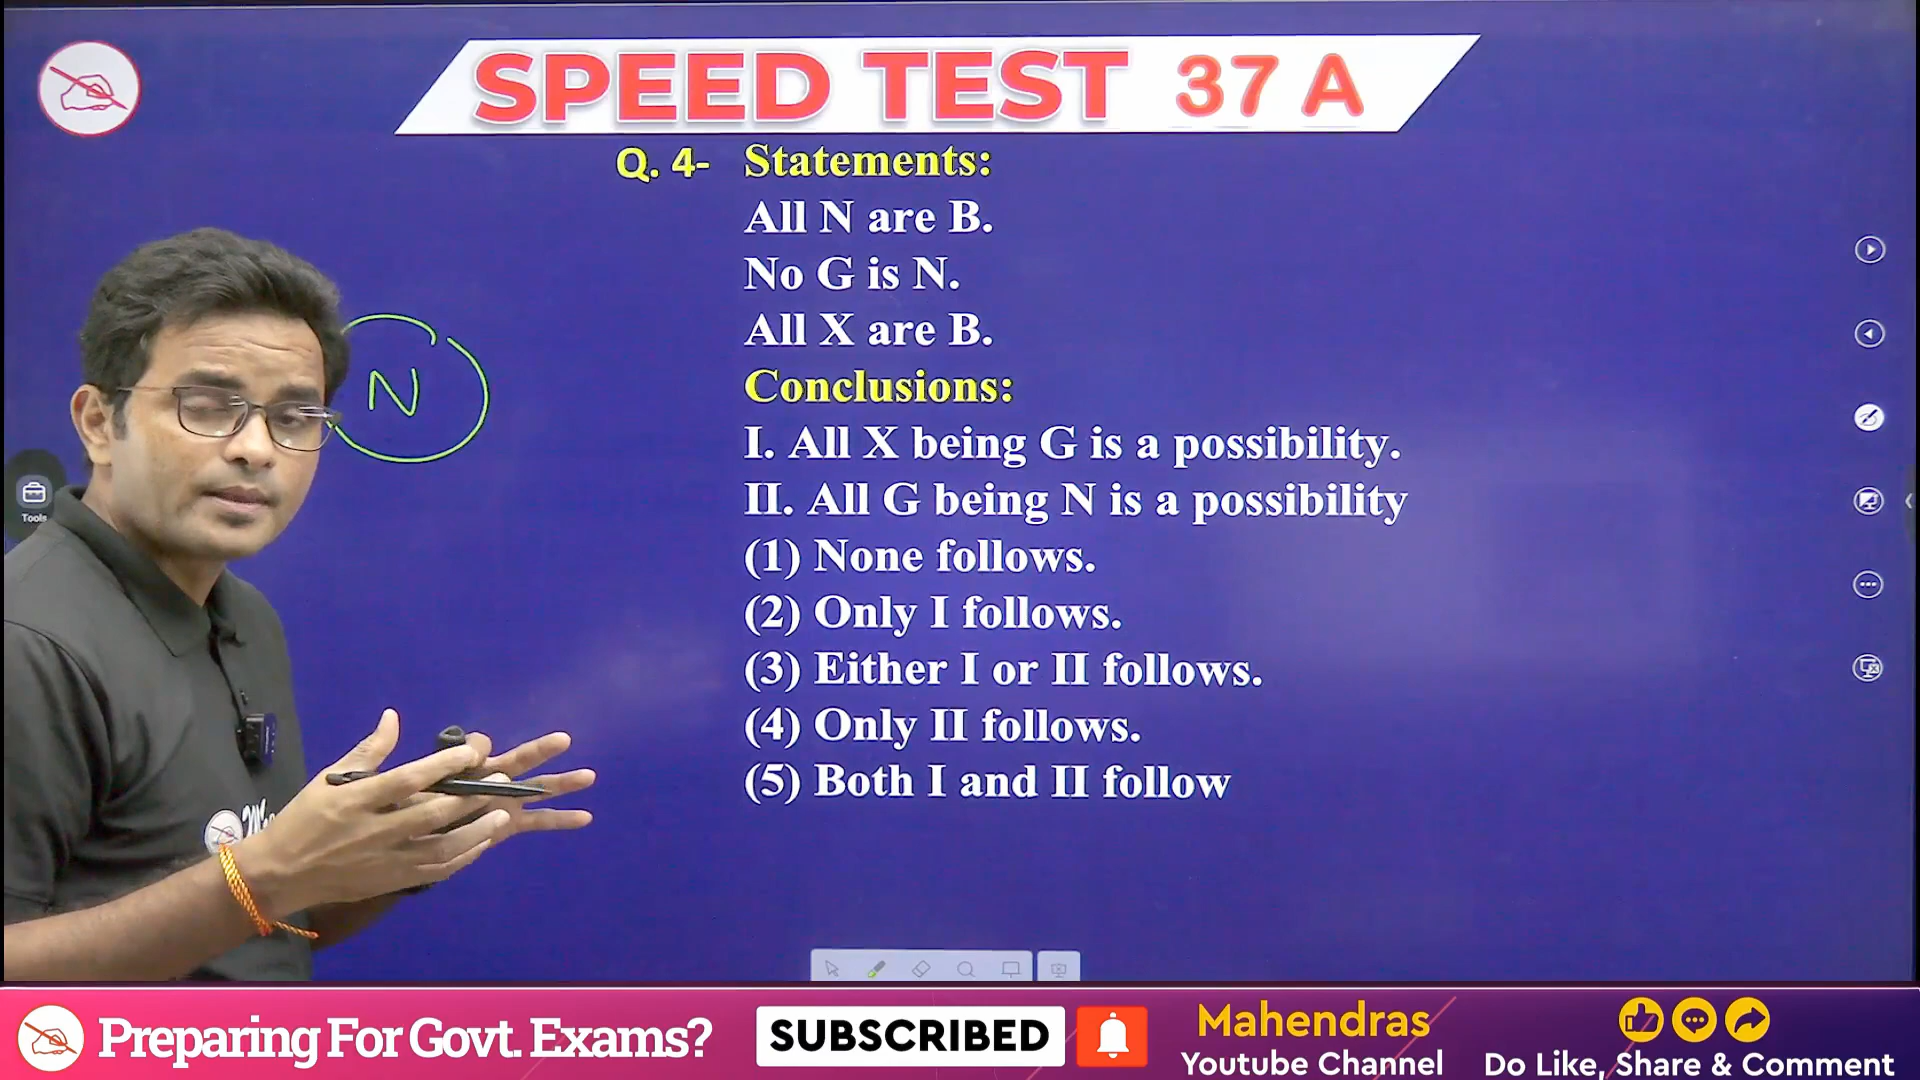 SPEED TEST 37 A
Q. 4- Statements:
All N are B.
No G is N.
All X are B.
Conclusions:
I. All X being G is a possibility.
II. All G being N is a possibility
(1) None follows.
(2) Only I follows.
(3) Either I or II follows.
(4) Only II follows.
(5) Both I and II follow
N
Tools
Preparing For Govt. Exams?
SUBSCRIBED
Mahendras
Youtube Channel
Do Like, Share & Comment